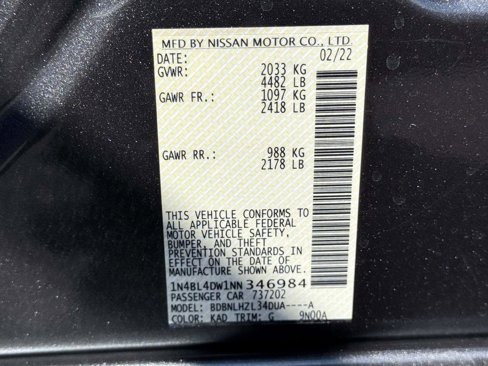 MFD BY NISSAN MOTOR CO., LTD.
DATE: 02/22
GVWR: 2033 KG
4482 LB
GAWR FR.: 1097 KG
2418 LB
GAWR RR.: 988 KG
2178 LB
THIS VEHICLE CONFORMS TO
ALL APPLICABLE FEDERAL
MOTOR VEHICLE SAFETY,
BUMPER, AND THEFT
PREVENTION STANDARDS IN
EFFECT ON THE DATE OF
MANUFACTURE SHOWN ABOVE.
1N4BL4DW1NN346984
PASSENGER CAR 737202
MODEL: BDBNLHZL34DUA----A
COLOR: KAD TRIM: G 9N00A